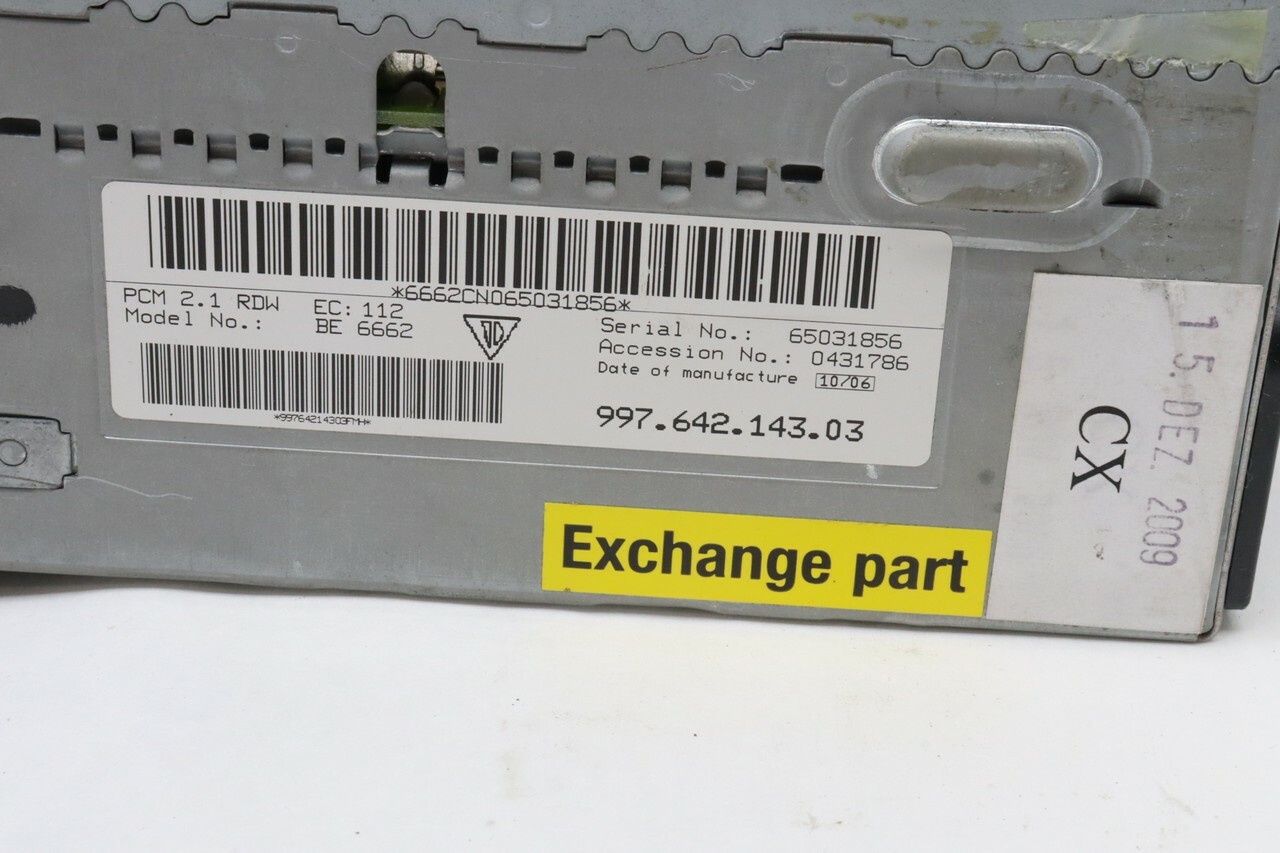 *6662CN065031856*
PCM 2.1 RDW EC: 112
Model No.: BE 6662
Serial No.: 65031856
Accession No.: 0431786
Date of manufacture 10/06
*99764214303FMH*
997.642.143.03
Exchange part
CX
15. DEZ. 2009